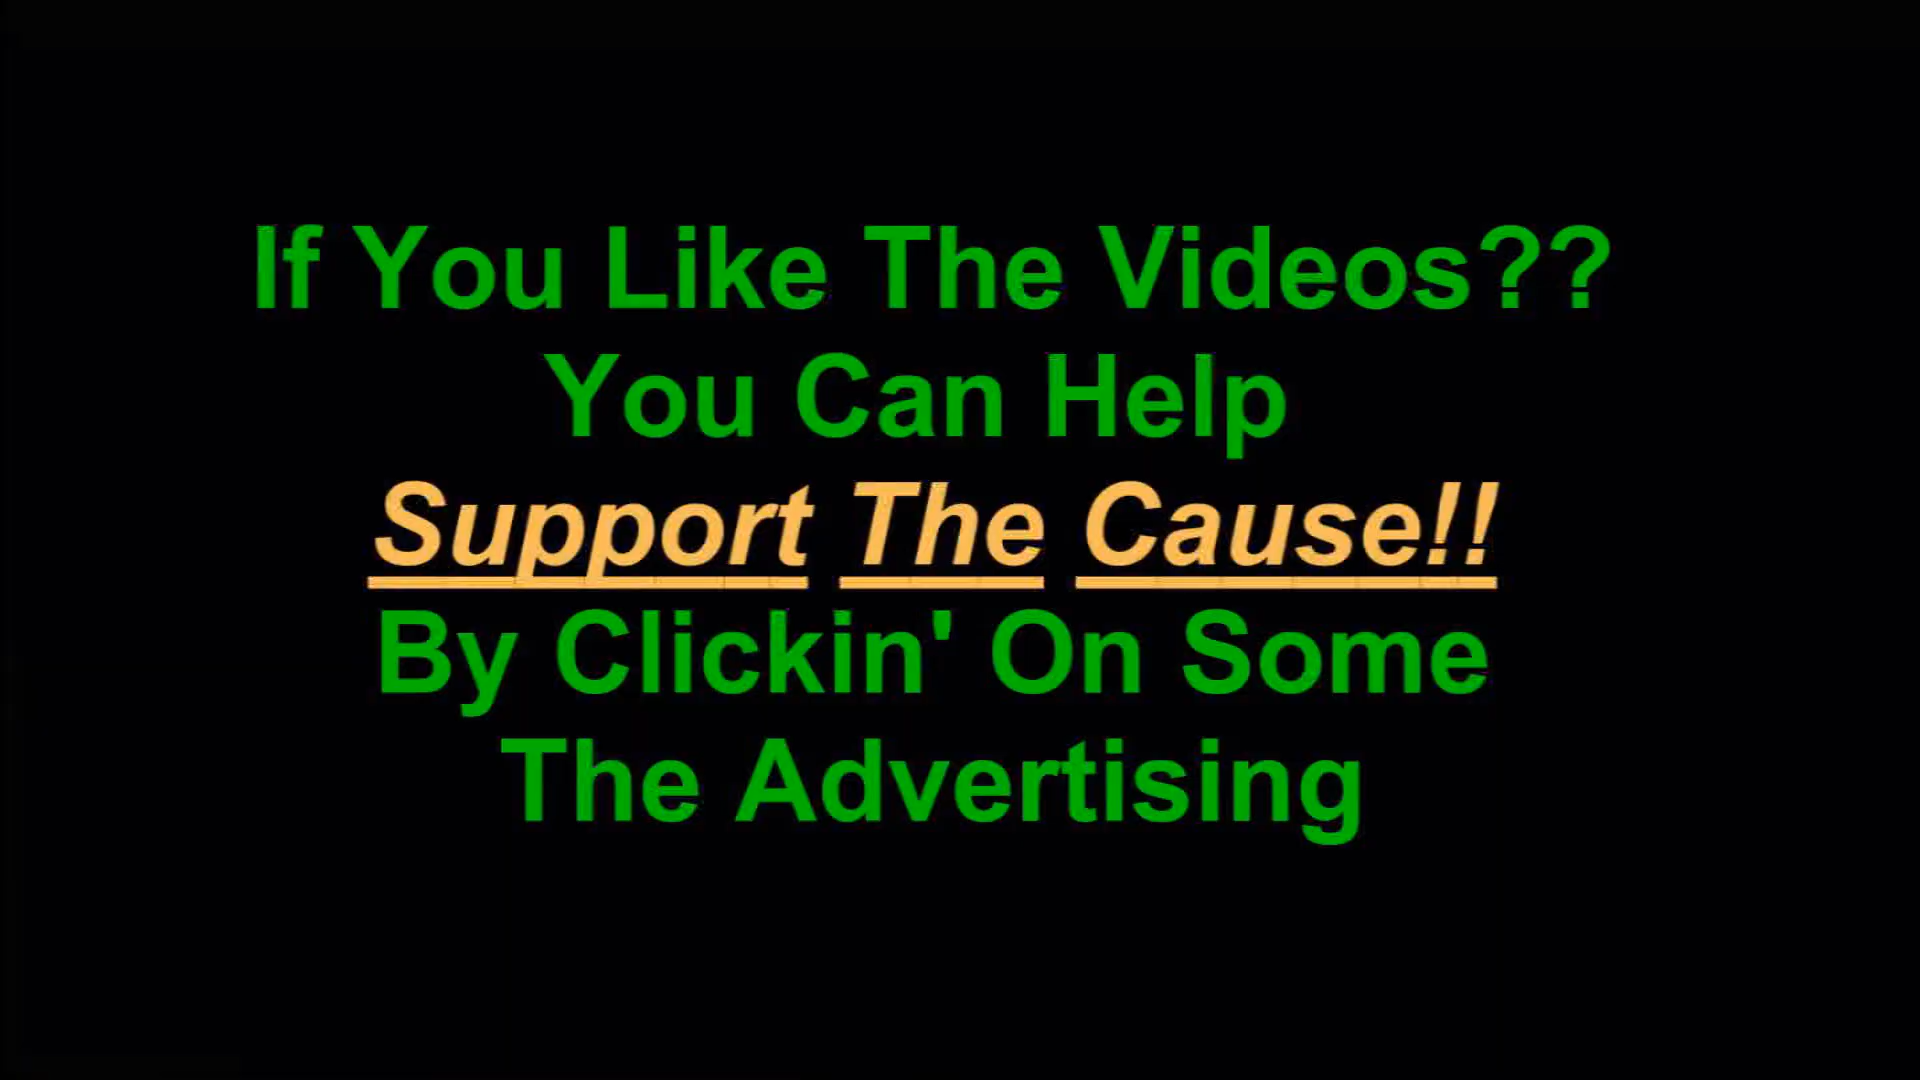 If You Like The Videos??
You Can Help
Support The Cause!!
By Clickin' On Some
The Advertising